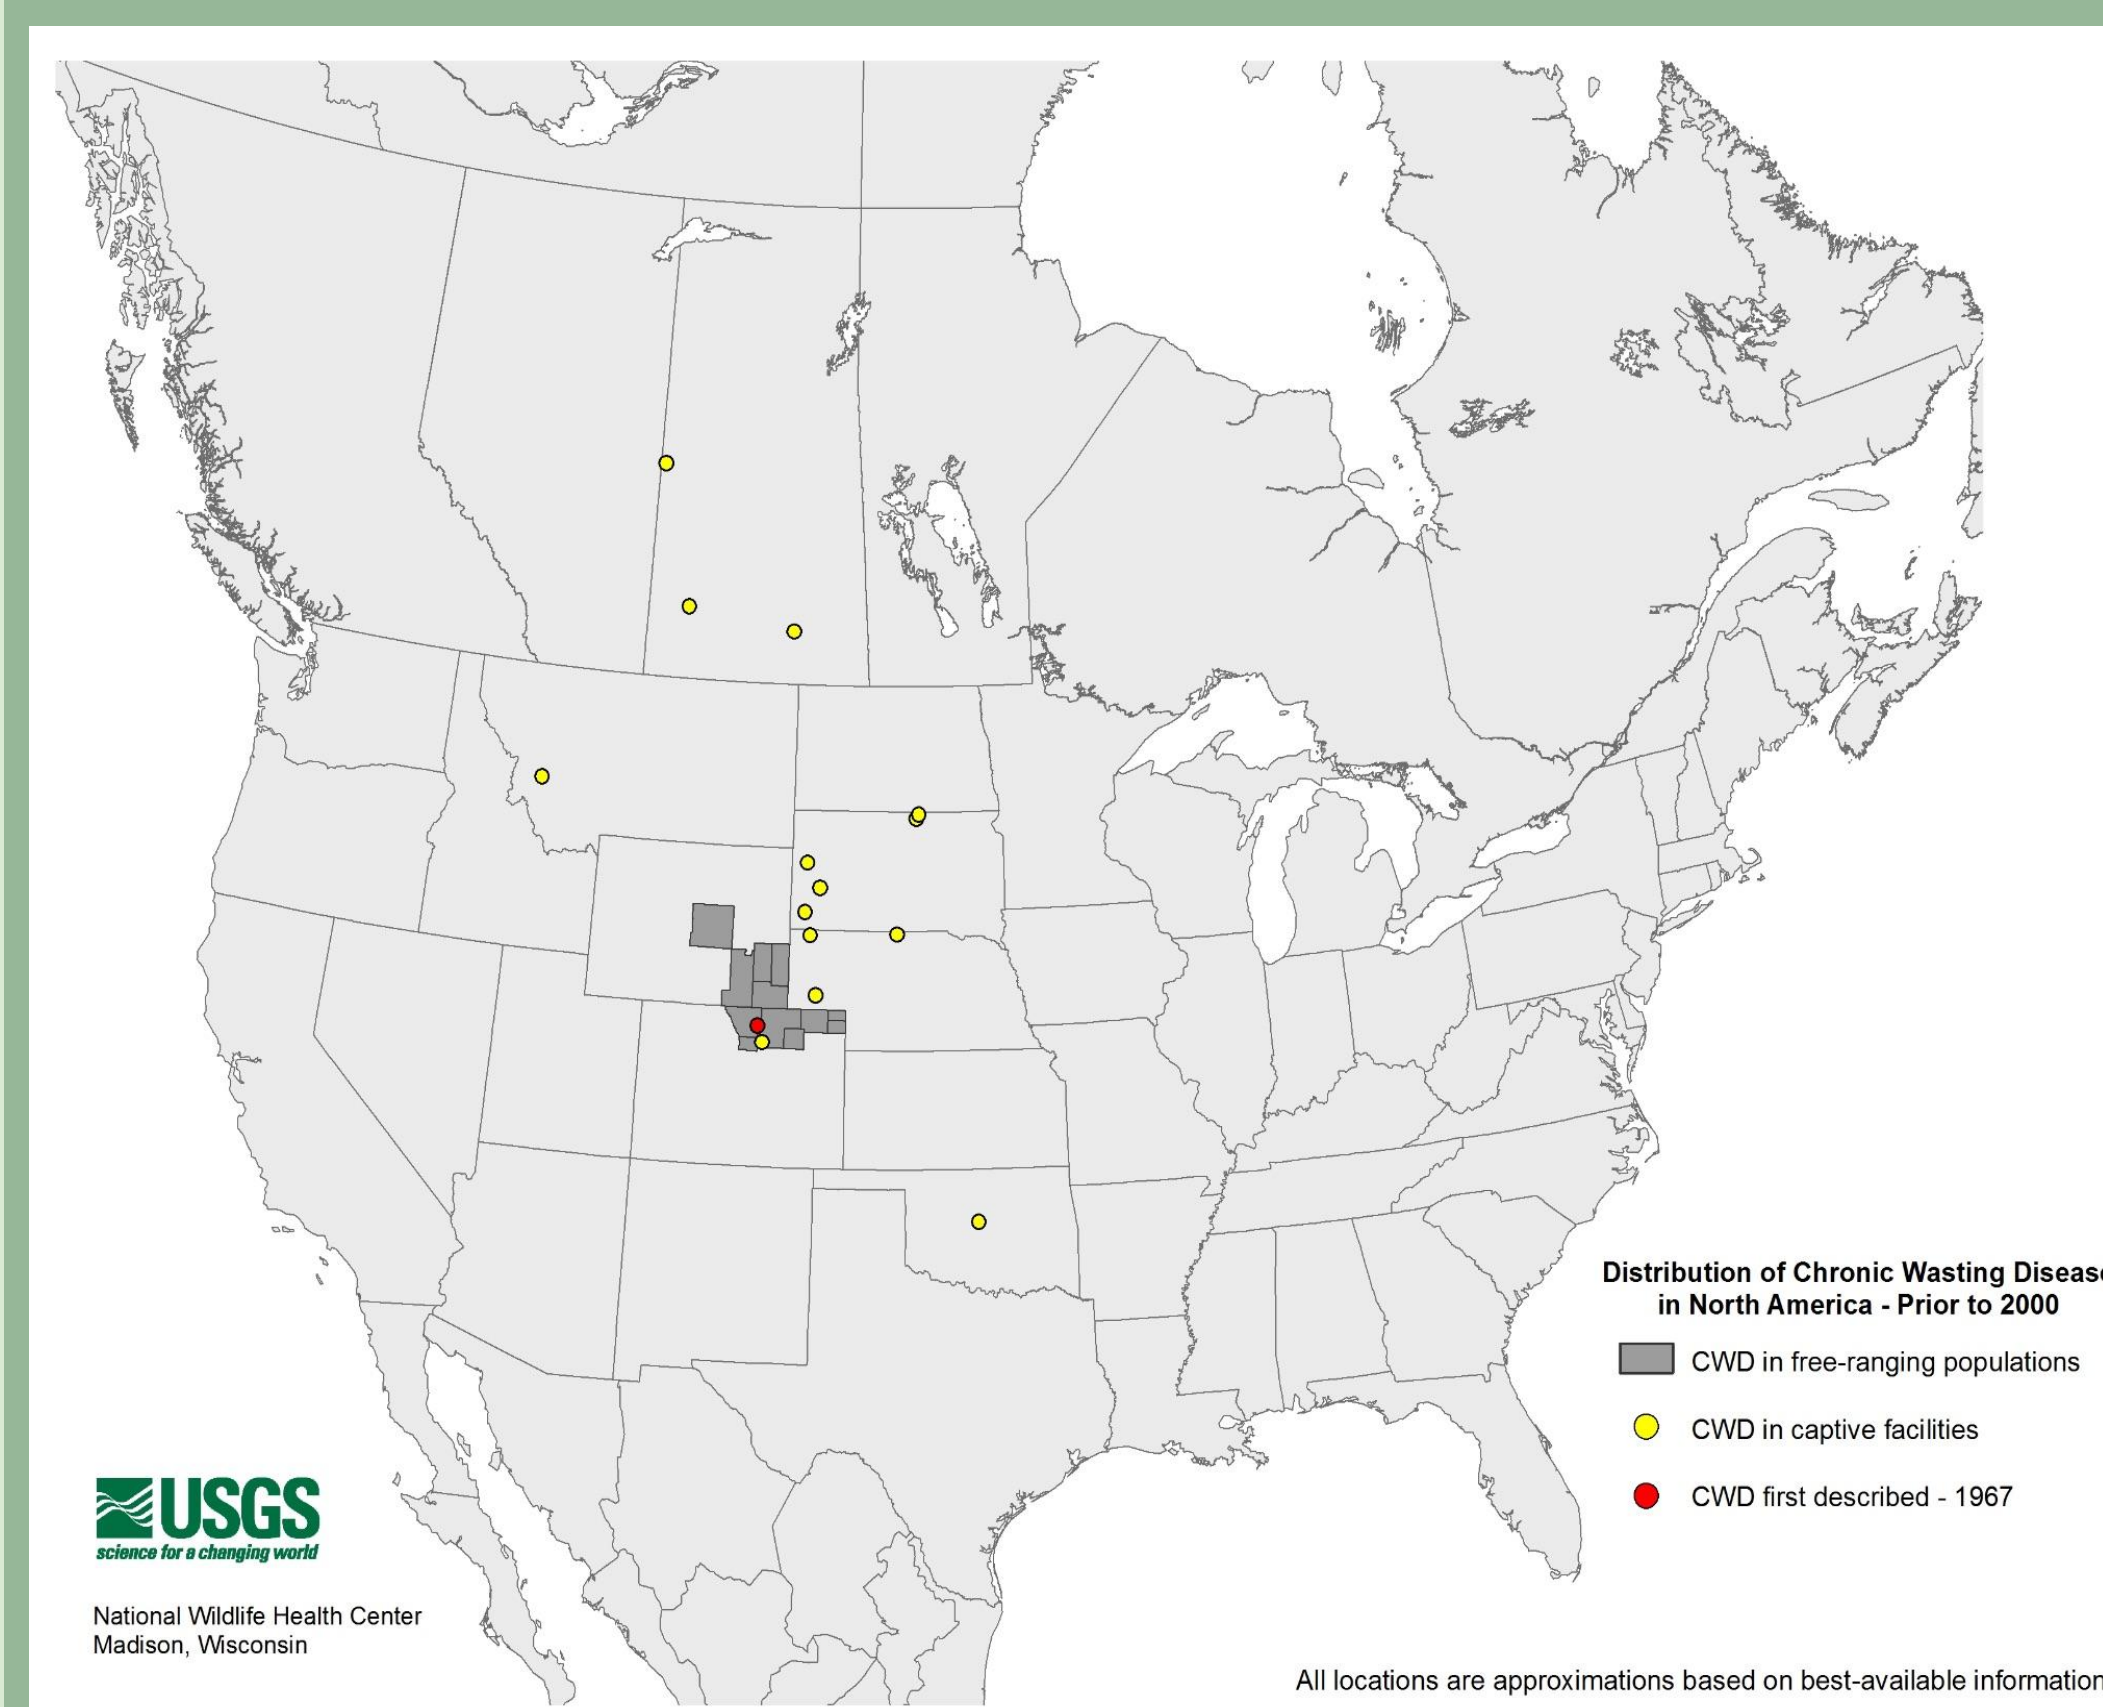 Distribution of Chronic Wasting Diseas
in North America - Prior to 2000
CWD in free-ranging populations
CWD in captive facilities
CWD first described - 1967
USGS
science for a changing world
National Wildlife Health Center
Madison, Wisconsin
All locations are approximations based on best-available information